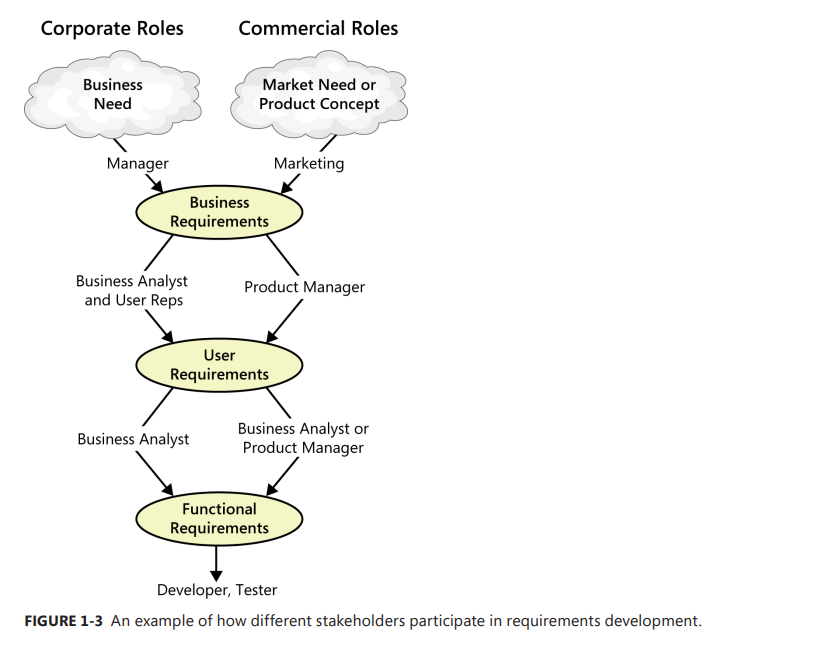 Corporate Roles
Commercial Roles
Business
Need
Market Need or
Product Concept
Manager
Marketing
Business
Requirements
Business Analyst
and User Reps
Product Manager
User
Requirements
Business Analyst
Business Analyst or
Product Manager
Functional
Requirements
Developer, Tester
FIGURE 1-3 An example of how different stakeholders participate in requirements development.